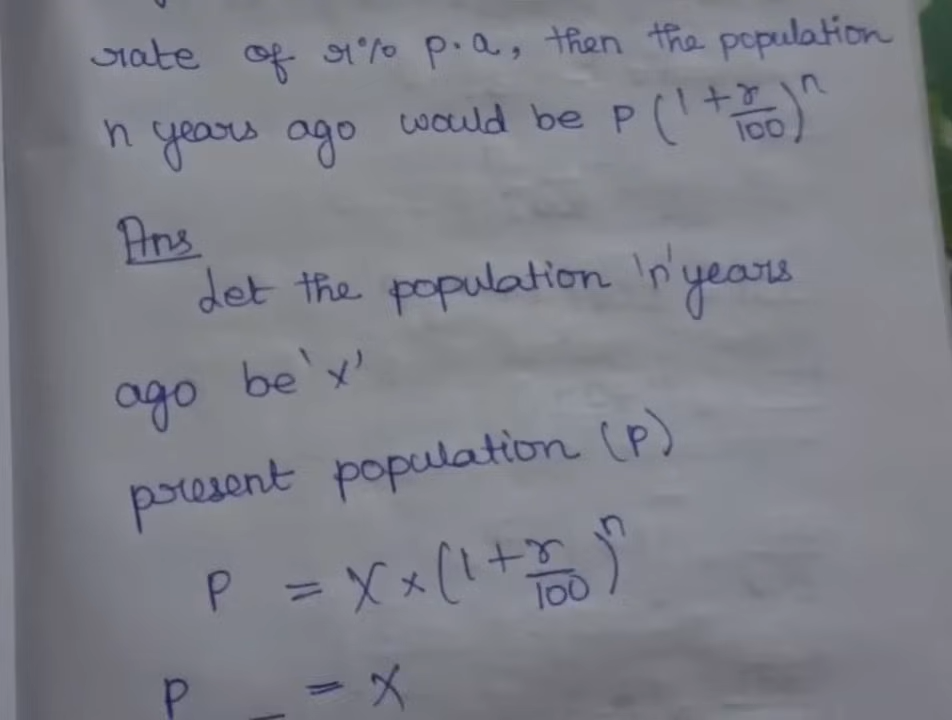 rate of r% p.a, then the population
n years ago would be P(1+r/100)^n
Ans
Let the population 'n' years
ago be 'x'
present population (P)
P = X×(1+r/100)^n
P = X